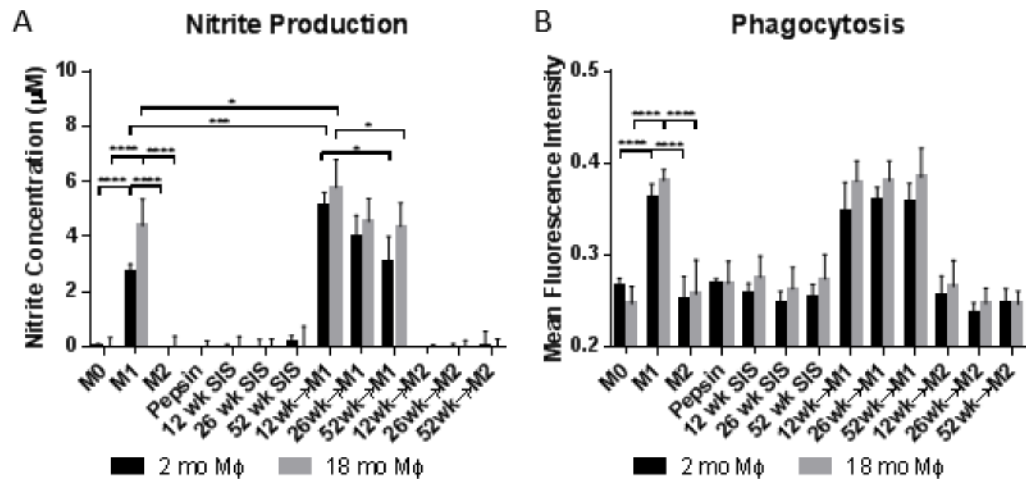 A
Nitrite Production
Nitrite Concentration (μM)
10
8
6
4
2
0
*
***
*
*
**** ****
**** ****
M0
M1
M2
Pepsin
12 wk SIS
26 wk SIS
52 wk SIS
12wk→M1
26wk→M1
52wk→M1
12wk→M2
26wk→M2
52wk→M2
2 mo Mϕ
18 mo Mϕ
B
Phagocytosis
Mean Fluorescence Intensity
0.5
0.4
0.3
0.2
**** ****
**** ****
M0
M1
M2
Pepsin
12 wk SIS
26 wk SIS
52 wk SIS
12wk→M1
26wk→M1
52wk→M1
12wk→M2
26wk→M2
52wk→M2
2 mo Mϕ
18 mo Mϕ